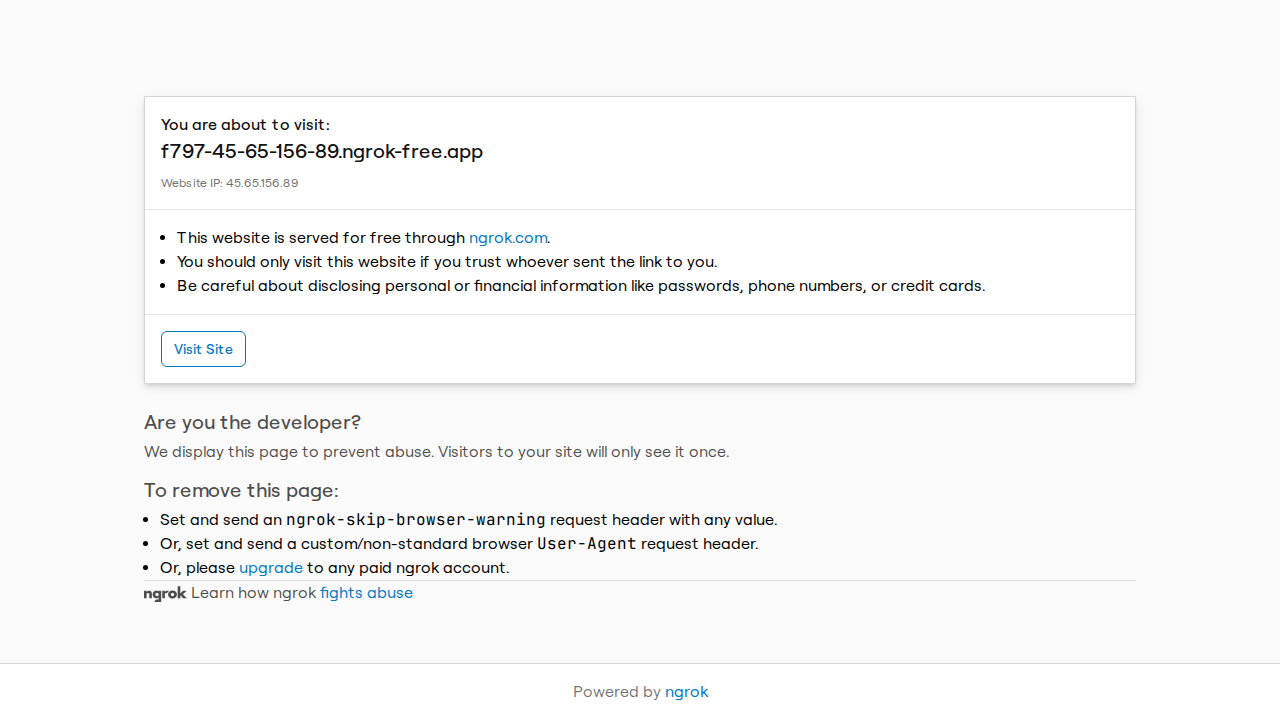 You are about to visit:
f797-45-65-156-89.ngrok-free.app
Website IP: 45.65.156.89
• This website is served for free through ngrok.com.
• You should only visit this website if you trust whoever sent the link to you.
• Be careful about disclosing personal or financial information like passwords, phone numbers, or credit cards.
Visit Site
Are you the developer?
We display this page to prevent abuse. Visitors to your site will only see it once.
To remove this page:
• Set and send an ngrok-skip-browser-warning request header with any value.
• Or, set and send a custom/non-standard browser User-Agent request header.
• Or, please upgrade to any paid ngrok account.
ngrok Learn how ngrok fights abuse
Powered by ngrok